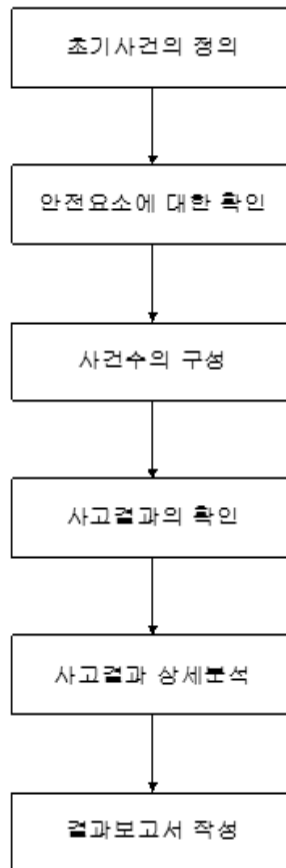 초기사건의 정의
안전요소에 대한 확인
사건수의 구성
사고결과의 확인
사고결과 상세분석
결과보고서 작성